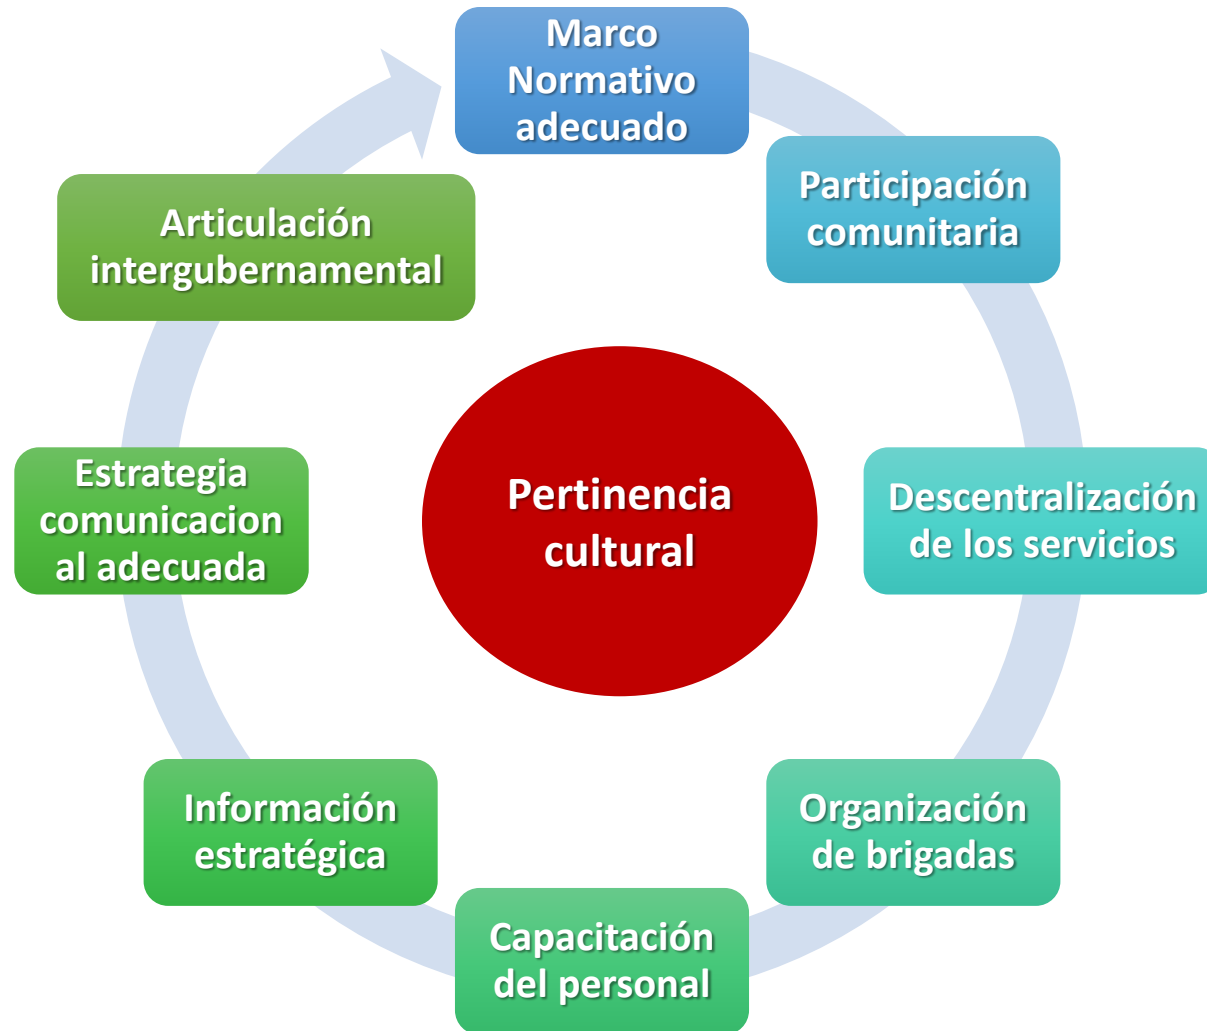 Marco
Normativo
adecuado
Participación
comunitaria
Descentralización
de los servicios
Organización
de brigadas
Capacitación
del personal
Información
estratégica
Estrategia
comunicacion
al adecuada
Articulación
intergubernamental
Pertinencia
cultural